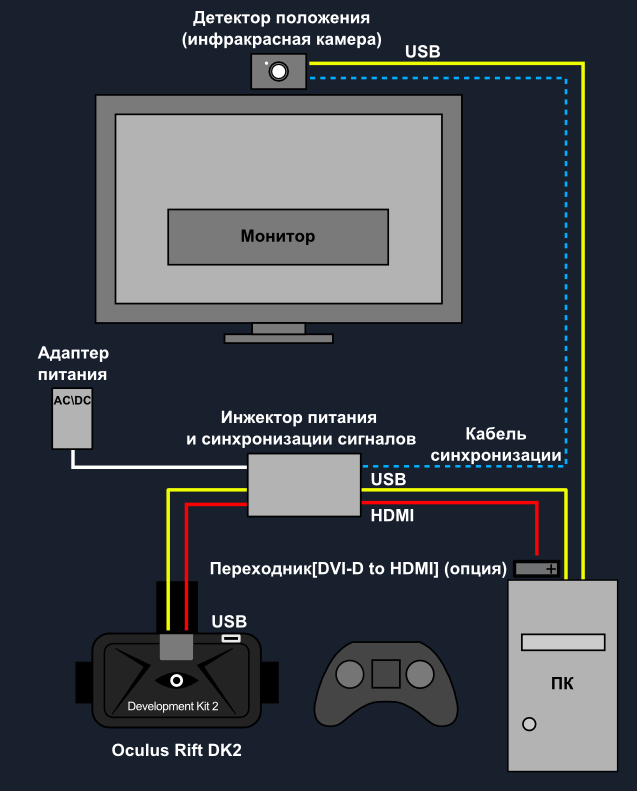 Детектор положения
(инфракрасная камера)
USB
Монитор
Адаптер
питания
AC\DC
Инжектор питания
и синхронизации сигналов
Кабель
синхронизации
USB
HDMI
Переходник[DVI-D to HDMI] (опция)
USB
ПК
Development Kit 2
Oculus Rift DK2